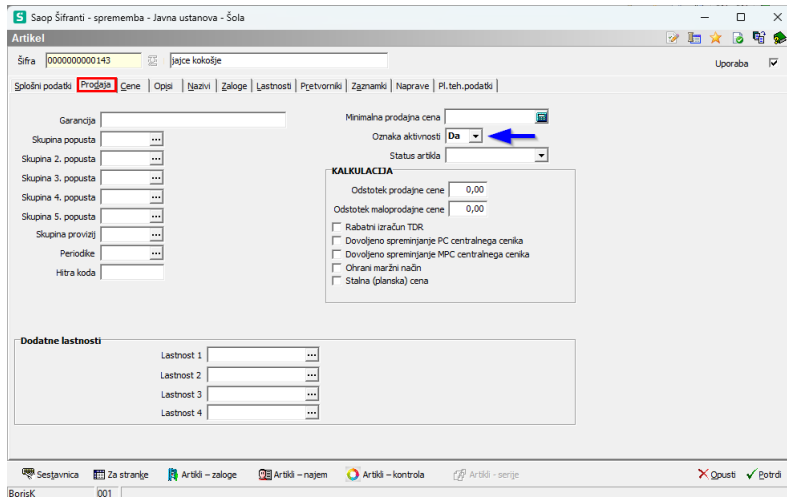 Saop Šifranti - sprememba - Javna ustanova - Šola
Artikel
Šifra 0000000000143 jajce kokošje Uporaba
Splošni podatki Prodaja Cene Opisi Nazivi Zaloge Lastnosti Pretvorniki Zaznamki Naprave Pl.teh.podatki
Garancija
Skupina popusta
Skupina 2. popusta
Skupina 3. popusta
Skupina 4. popusta
Skupina 5. popusta
Skupina provizij
Periodike
Hitra koda
Minimalna prodajna cena
Oznaka aktivnosti Da
Status artikla
KALKULACIJA
Odstotek prodajne cene 0,00
Odstotek maloprodajne cene 0,00
Rabatni izračun TDR
Dovoljeno spreminjanje PC centralnega cenika
Dovoljeno spreminjanje MPC centralnega cenika
Ohrani maržni način
Stalna (planska) cena
Dodatne lastnosti
Lastnost 1
Lastnost 2
Lastnost 3
Lastnost 4
Sestavnica Za stranke Artikli – zaloge Artikli – najem Artikli – kontrola Artikli - serije Opusti Potrdi
BorisK 001